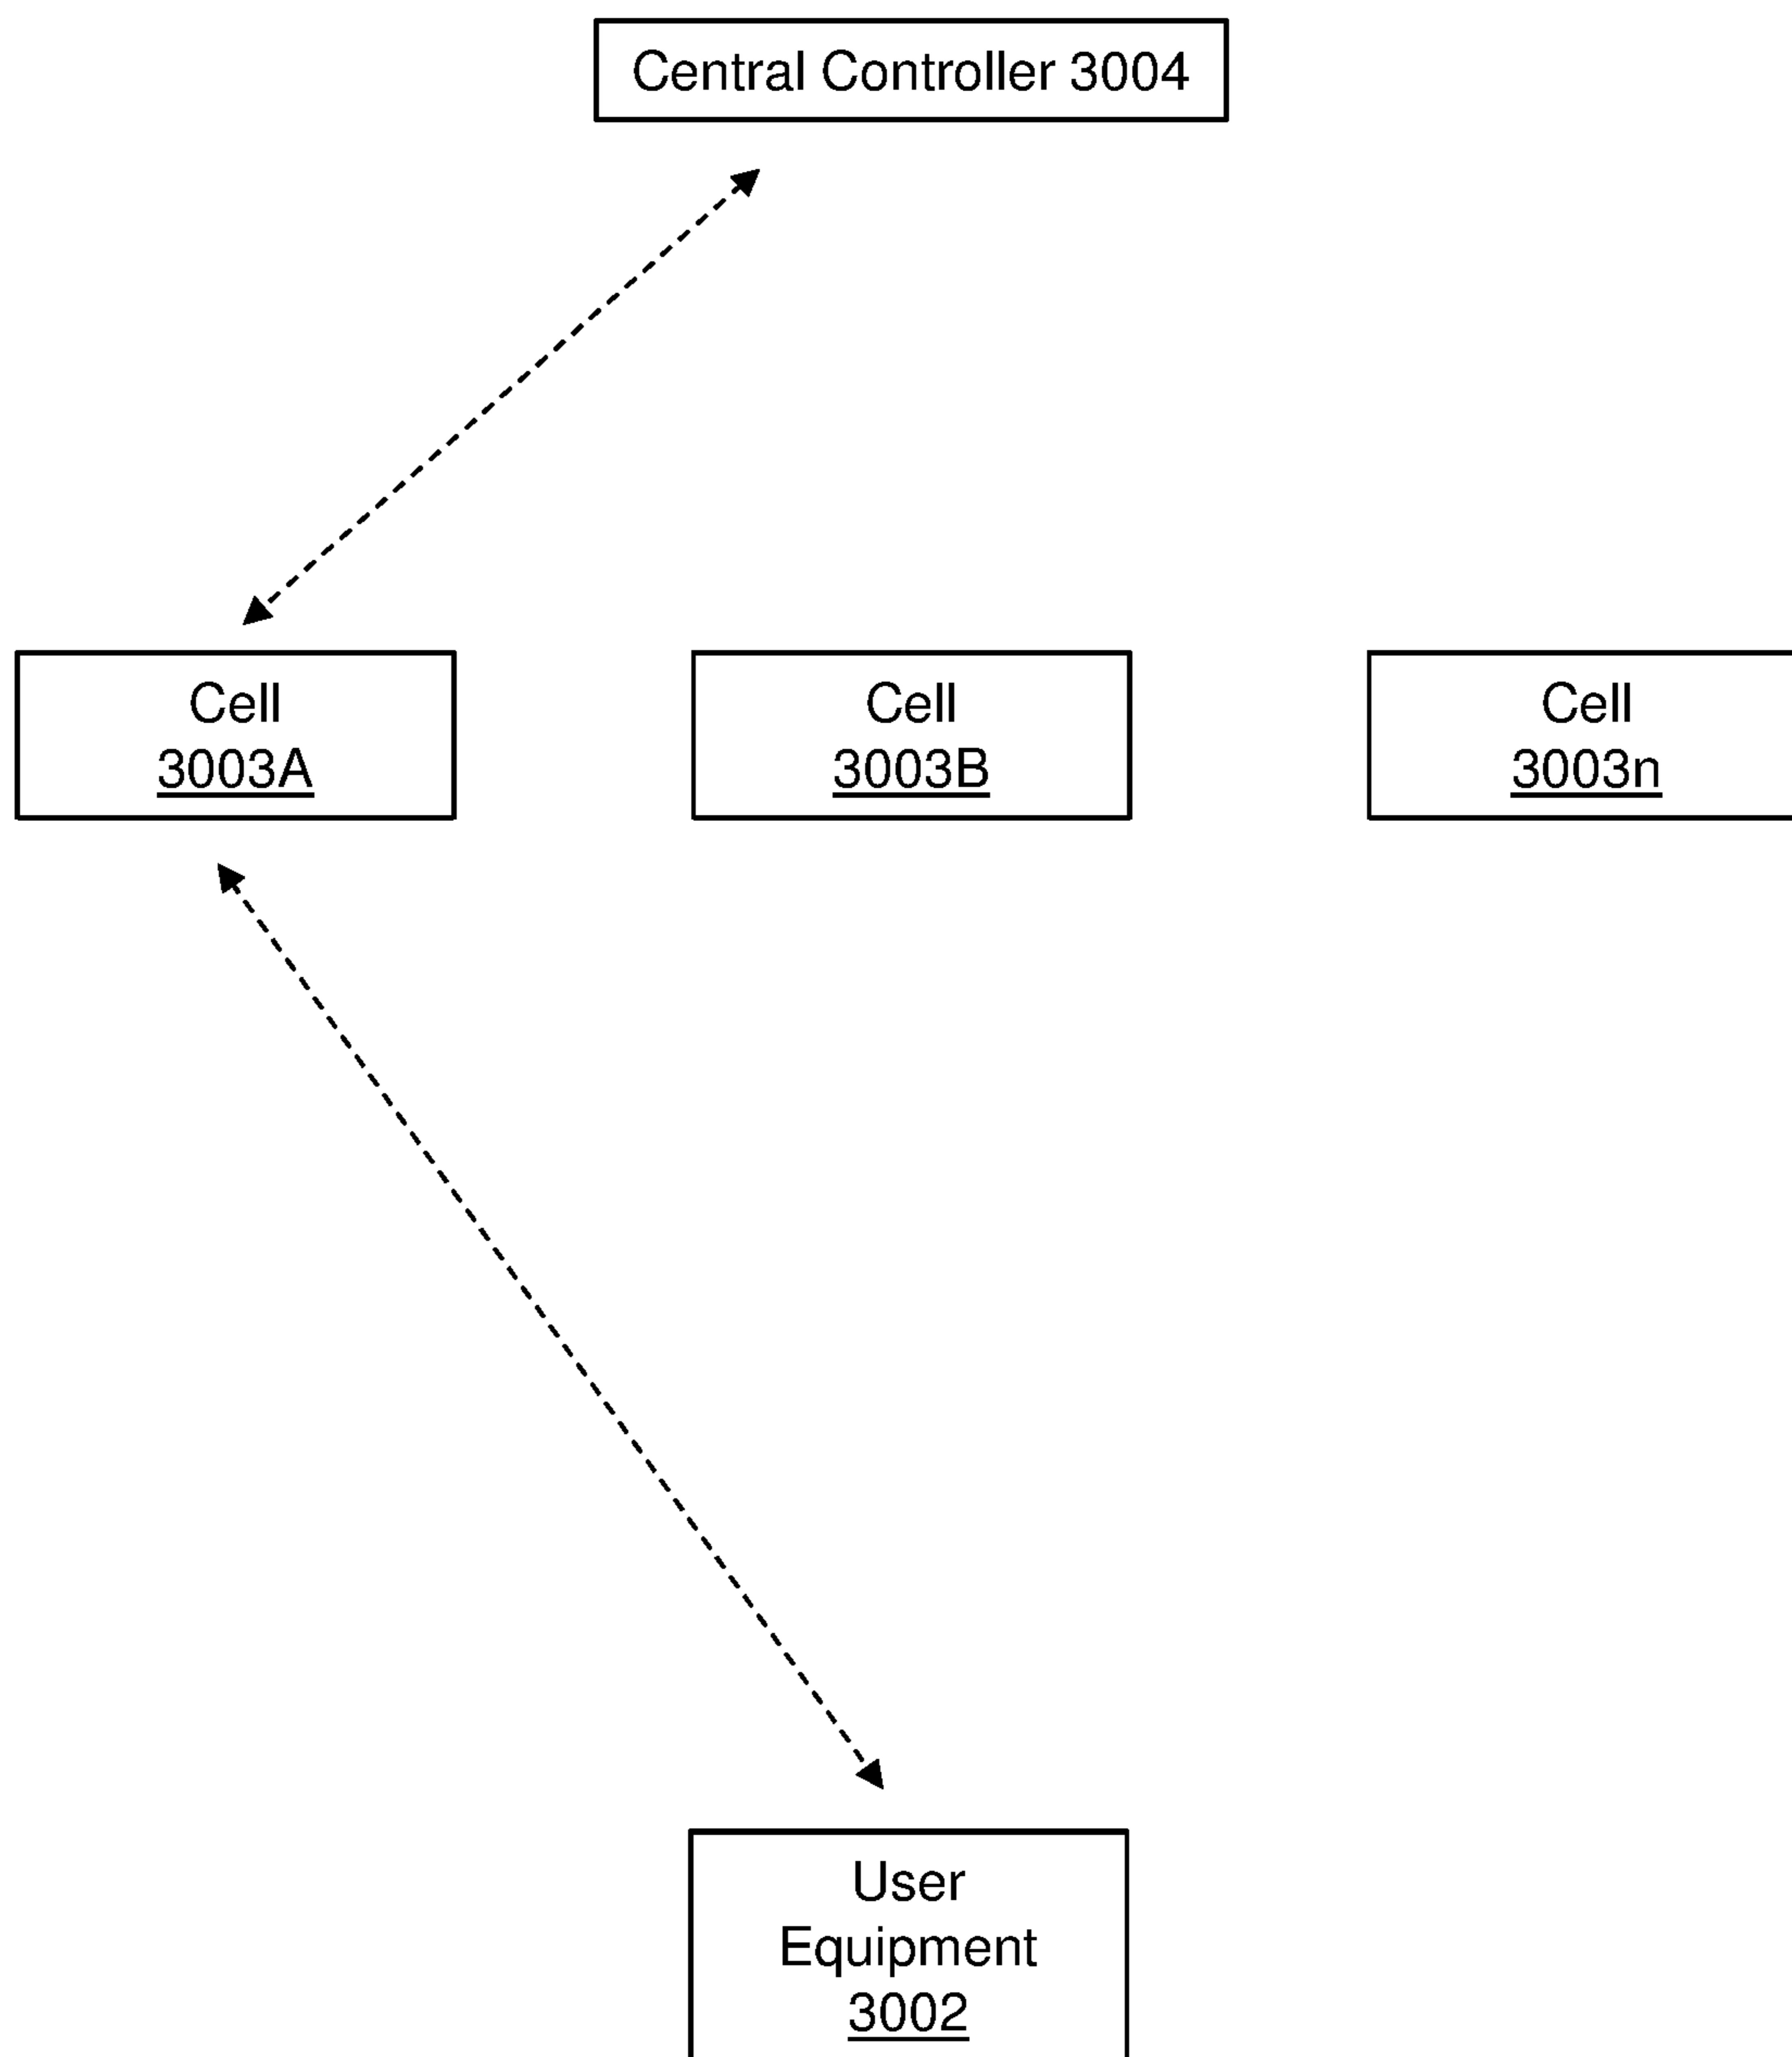 Central Controller 3004
Cell
3003A
Cell
3003B
Cell
3003n
User
Equipment
3002